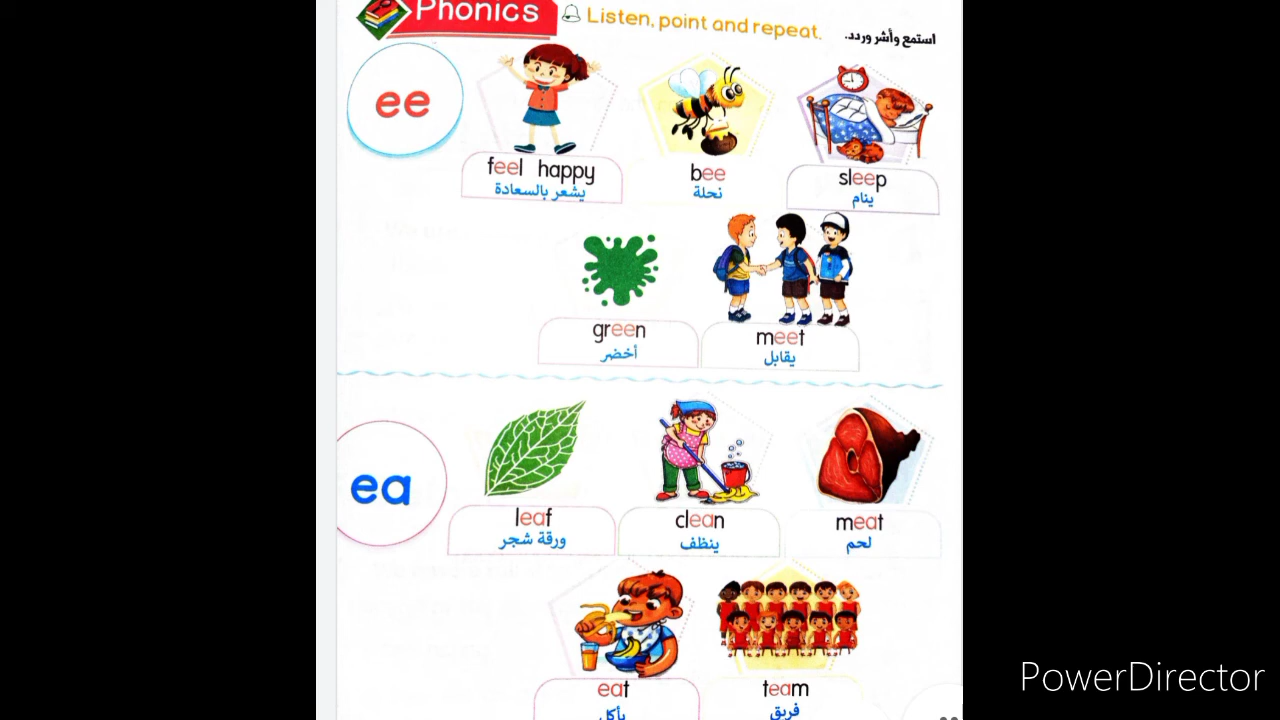 Phonics
Listen, point and repeat.
استمع وأشر وردد.
ee
feel happy
يشعر بالسعادة
bee
نحلة
sleep
ينام
green
أخضر
meet
يقابل
ea
leaf
ورقة شجر
clean
ينظف
meat
لحم
eat
يأكل
team
فريق
PowerDirector